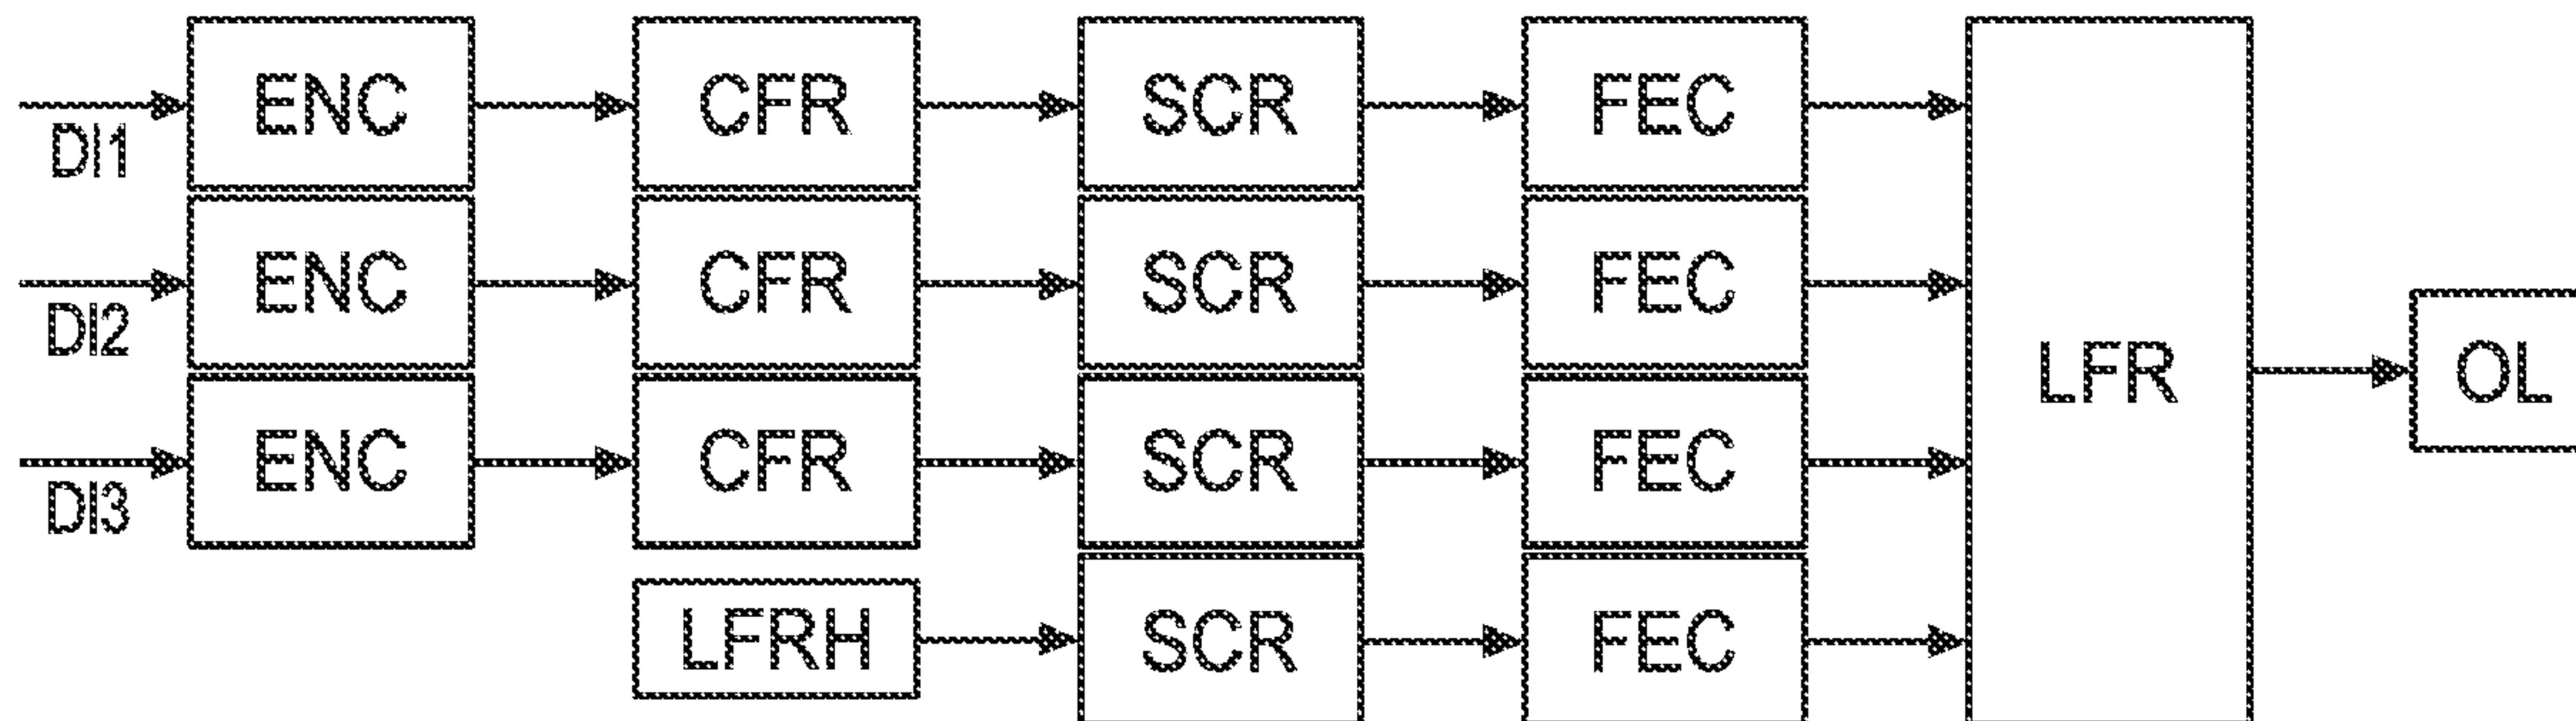 ENC CFR SCR FEC
DI1
ENC CFR SCR FEC
DI2
LFR OL
ENC CFR SCR FEC
DI3
LFRH SCR FEC